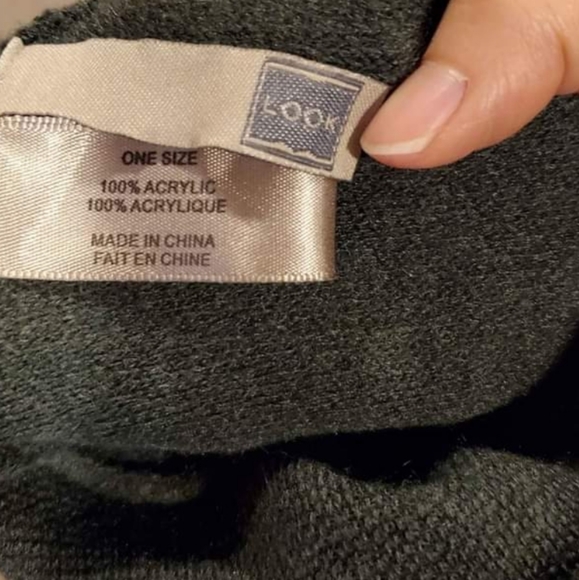 LOOK
ONE SIZE
100% ACRYLIC
100% ACRYLIQUE
MADE IN CHINA
FAIT EN CHINE